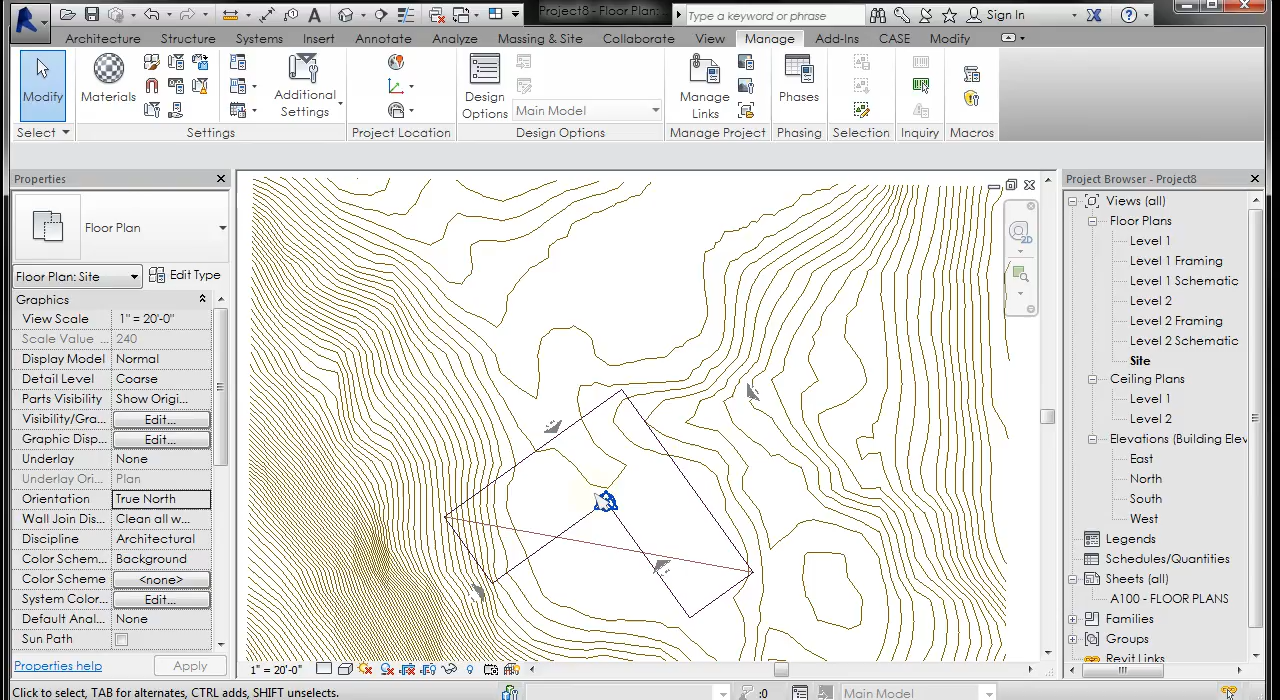 Project8 - Floor Plan:
Type a keyword or phrase
Sign In
Architecture Structure Systems Insert Annotate Analyze Massing & Site Collaborate View Manage Add-Ins CASE Modify
Modify
Materials
Additional
Settings
Design
Options
Main Model
Manage
Links
Phases
Select
Settings
Project Location
Design Options
Manage Project
Phasing
Selection
Inquiry
Macros
Properties
Floor Plan
Floor Plan: Site
Edit Type
Graphics
View Scale 1" = 20'-0"
Scale Value ... 240
Display Model Normal
Detail Level Coarse
Parts Visibility Show Origi...
Visibility/Gra... Edit...
Graphic Disp... Edit...
Underlay None
Underlay Ori... Plan
Orientation True North
Wall Join Dis... Clean all w...
Discipline Architectural
Color Schem... Background
Color Scheme <none>
System Color... Edit...
Default Anal... None
Sun Path
Properties help
Apply
2D
1" = 20'-0"
Project Browser - Project8
Views (all)
Floor Plans
Level 1
Level 1 Framing
Level 1 Schematic
Level 2
Level 2 Framing
Level 2 Schematic
Site
Ceiling Plans
Level 1
Level 2
Elevations (Building Elev
East
North
South
West
Legends
Schedules/Quantities
Sheets (all)
A100 - FLOOR PLANS
Families
Groups
Revit Links
Click to select, TAB for alternates, CTRL adds, SHIFT unselects.
:0
Main Model